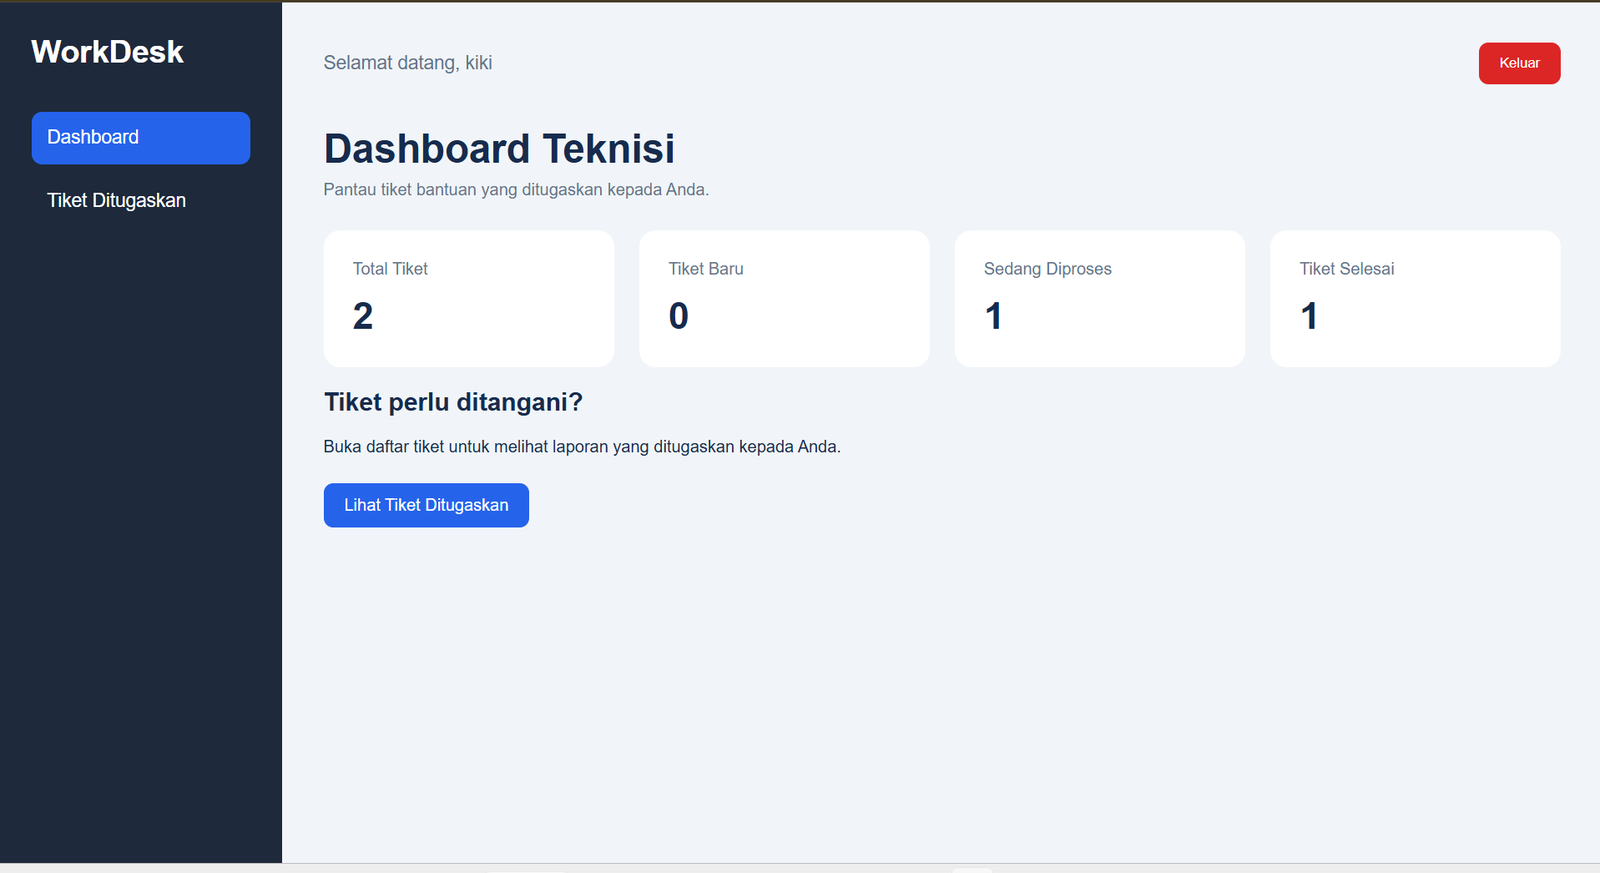 WorkDesk
Dashboard
Tiket Ditugaskan
Selamat datang, kiki
Keluar
Dashboard Teknisi
Pantau tiket bantuan yang ditugaskan kepada Anda.
Total Tiket
2
Tiket Baru
0
Sedang Diproses
1
Tiket Selesai
1
Tiket perlu ditangani?
Buka daftar tiket untuk melihat laporan yang ditugaskan kepada Anda.
Lihat Tiket Ditugaskan